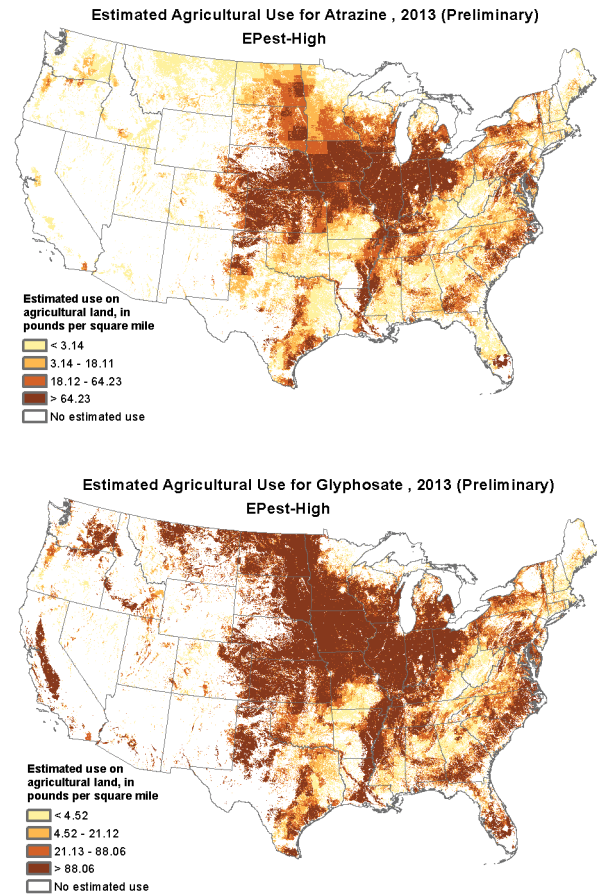 Estimated Agricultural Use for Atrazine , 2013 (Preliminary)
EPest-High
Estimated use on
agricultural land, in
pounds per square mile
< 3.14
3.14 - 18.11
18.12 - 64.23
> 64.23
No estimated use
Estimated Agricultural Use for Glyphosate , 2013 (Preliminary)
EPest-High
Estimated use on
agricultural land, in
pounds per square mile
< 4.52
4.52 - 21.12
21.13 - 88.06
> 88.06
No estimated use